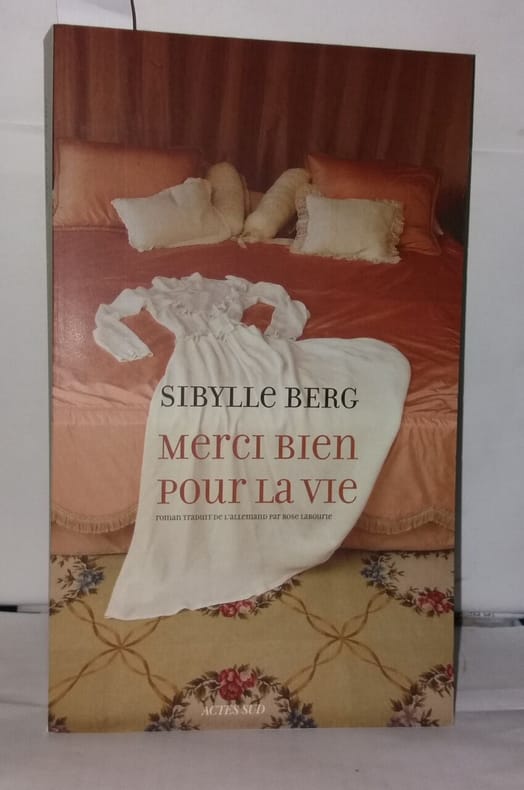 SIBYLLE BERG
MERCI BIEN
POUR LA VIE
ROMAN TRADUIT DE L'ALLEMAND PAR ROSE LABOURIE
ACTES SUD